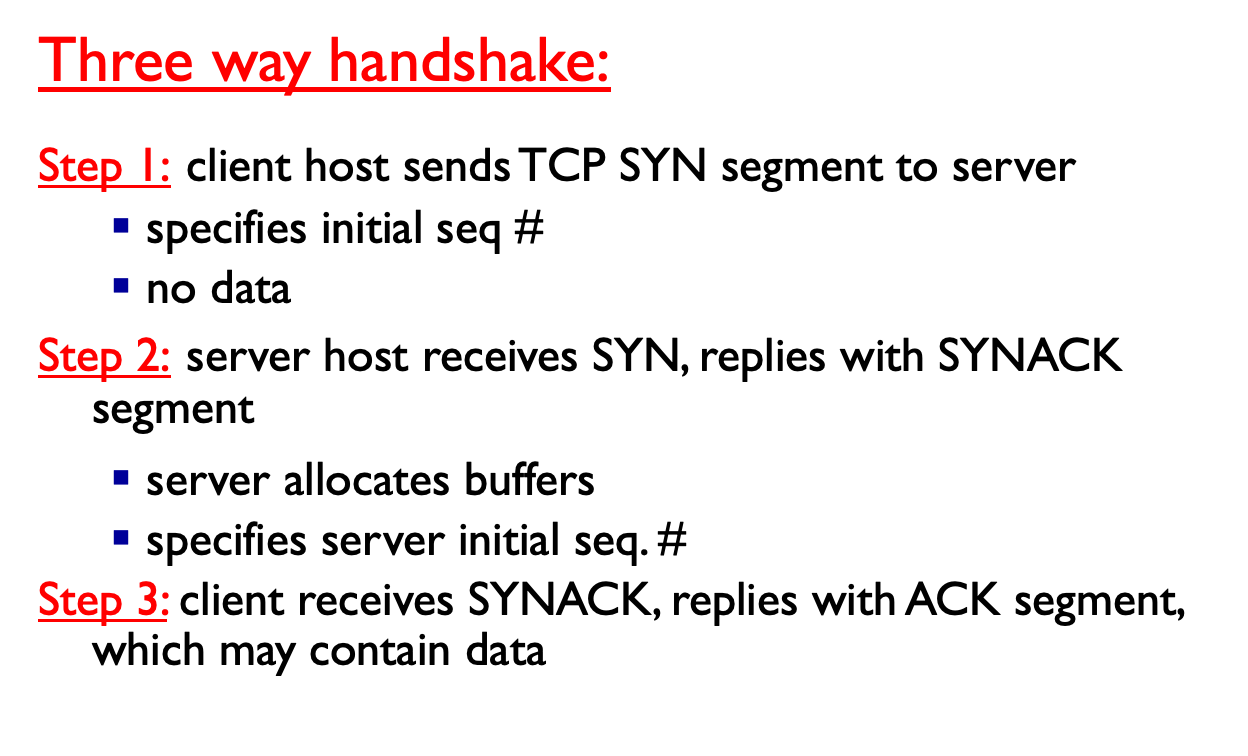 Three way handshake:
Step 1: client host sends TCP SYN segment to server
▪ specifies initial seq #
▪ no data
Step 2: server host receives SYN, replies with SYNACK
segment
▪ server allocates buffers
▪ specifies server initial seq. #
Step 3: client receives SYNACK, replies with ACK segment,
which may contain data